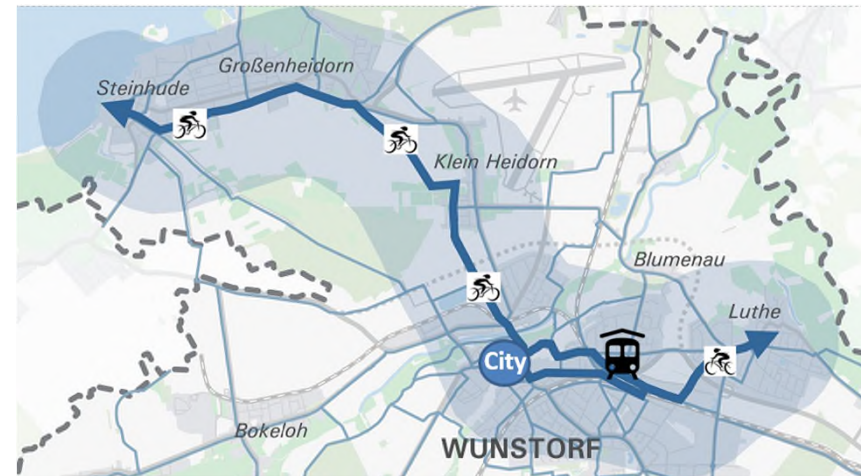 Großenheidorn
Steinhude
Klein Heidorn
Blumenau
Luthe
City
Bokeloh
WUNSTORF